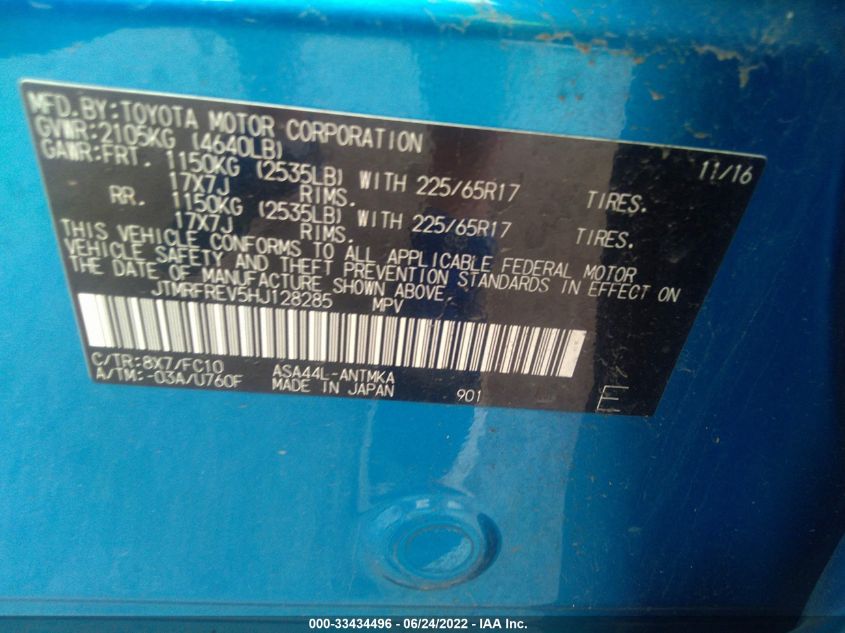 MFD.BY:TOYOTA MOTOR CORPORATION 11/16
GVWR:2105KG (4640LB)
GAWR:FRT. 1150KG (2535LB) WITH 225/65R17 TIRES.
17X7J RIMS.
RR. 1150KG (2535LB) WITH 225/65R17 TIRES.
17X7J RIMS.
THIS VEHICLE CONFORMS TO ALL APPLICABLE FEDERAL MOTOR
VEHICLE SAFETY AND THEFT PREVENTION STANDARDS IN EFFECT ON
THE DATE OF MANUFACTURE SHOWN ABOVE.
JTMRFREV5HJ128285 MPV
C/TR:8X7/FC10 ASA44L-ANTMKA
A/TM:-03A/U760F MADE IN JAPAN 901 E
000-33434496 - 06/24/2022 - IAA Inc.